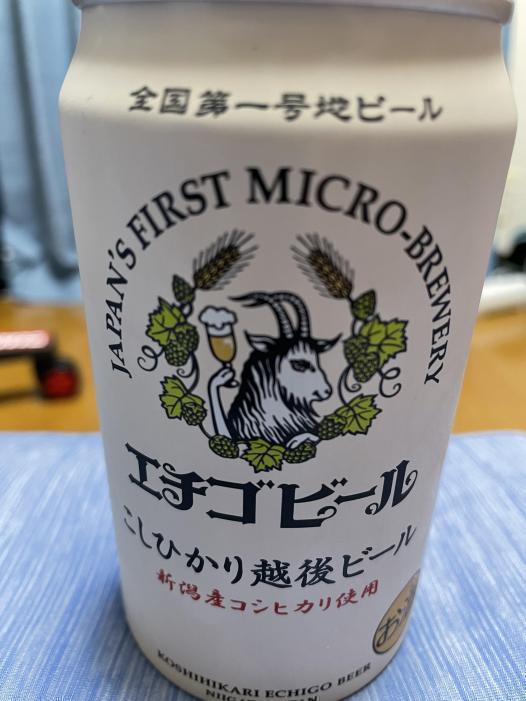 全国第一号地ビール
JAPAN'S FIRST MICRO-BREWERY
エチゴビール
こしひかり越後ビール
新潟産コシヒカリ使用
KOSHIHIKARI ECHIGO BEER